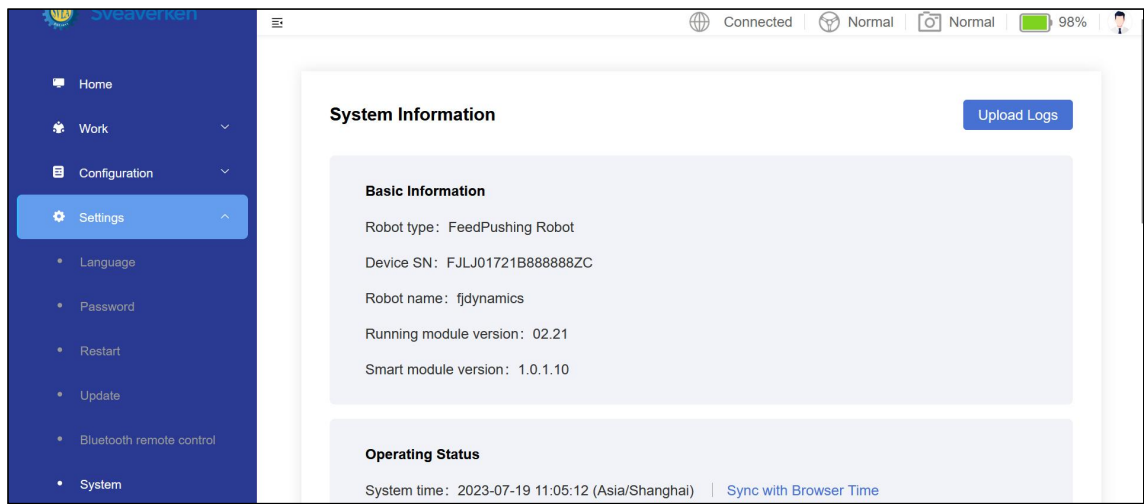 Sveaverken
Connected
Normal
Normal
98%
Home
Work
Configuration
Settings
Language
Password
Restart
Update
Bluetooth remote control
System
System Information
Upload Logs
Basic Information
Robot type：FeedPushing Robot
Device SN：FJLJ01721B888888ZC
Robot name：fjdynamics
Running module version：02.21
Smart module version：1.0.1.10
Operating Status
System time：2023-07-19 11:05:12 (Asia/Shanghai)
Sync with Browser Time